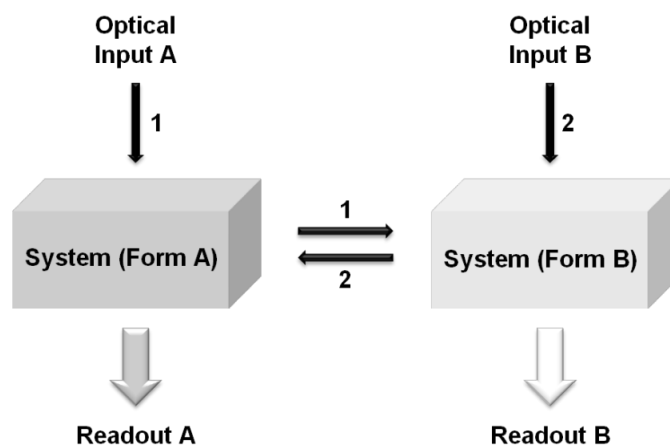 Optical
Input A
Optical
Input B
1
2
System (Form A)
1
2
System (Form B)
Readout A
Readout B